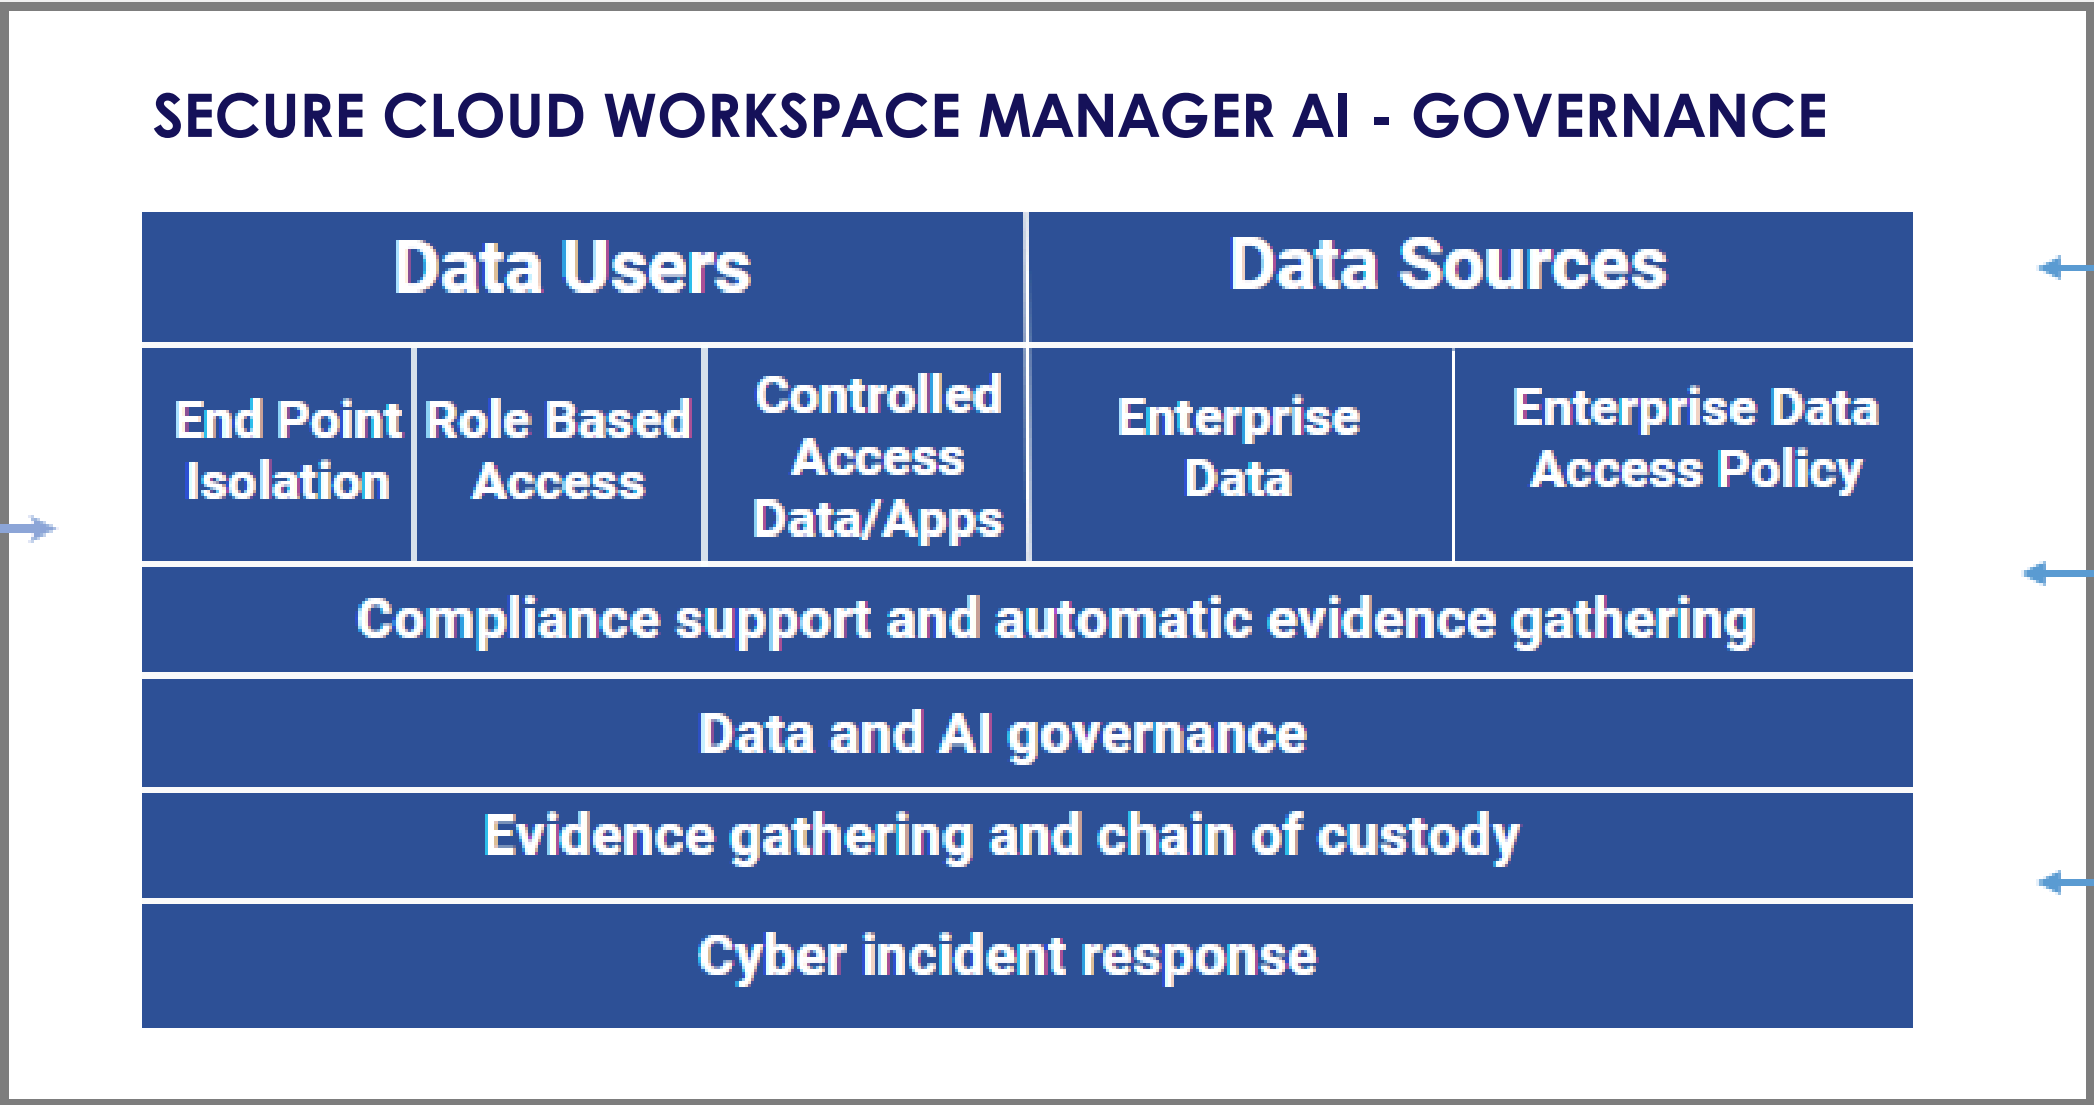 SECURE CLOUD WORKSPACE MANAGER AI - GOVERNANCE
Data Users
Data Sources
End Point
Isolation
Role Based
Access
Controlled
Access
Data/Apps
Enterprise
Data
Enterprise Data
Access Policy
Compliance support and automatic evidence gathering
Data and AI governance
Evidence gathering and chain of custody
Cyber incident response